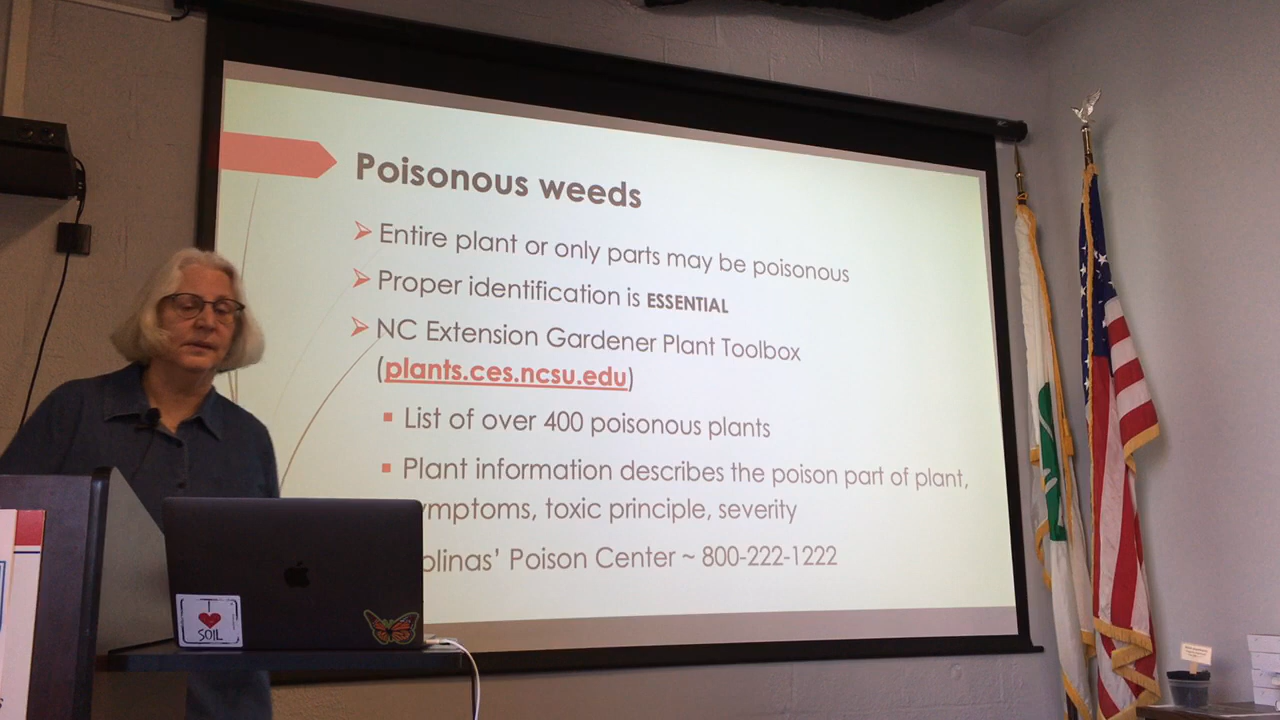 Poisonous weeds
Entire plant or only parts may be poisonous
Proper identification is ESSENTIAL
NC Extension Gardener Plant Toolbox
(plants.ces.ncsu.edu)
List of over 400 poisonous plants
Plant information describes the poison part of plant,
ymptoms, toxic principle, severity
olinas' Poison Center ~ 800-222-1222
I
SOIL